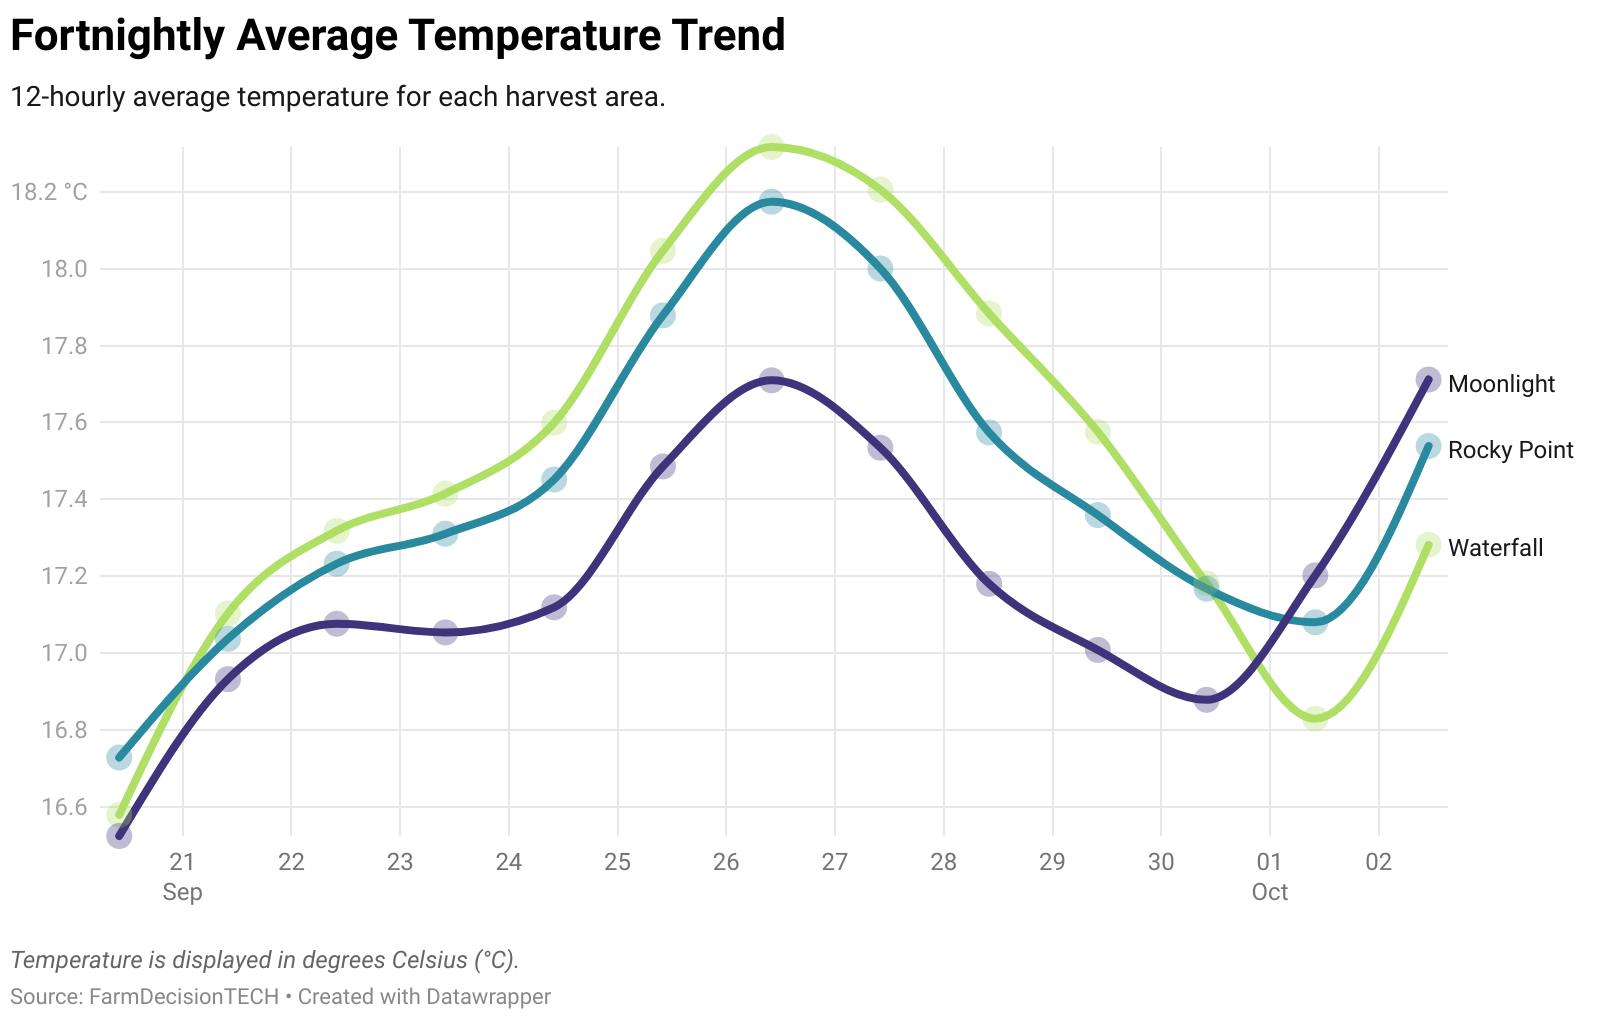 Fortnightly Average Temperature Trend
12-hourly average temperature for each harvest area.
18.2 °C
18.0
17.8
17.6
17.4
17.2
17.0
16.8
16.6
Moonlight
Rocky Point
Waterfall
21 22 23 24 25 26 27 28 29 30 01 02
Sep Oct
Temperature is displayed in degrees Celsius (°C).
Source: FarmDecisionTECH • Created with Datawrapper